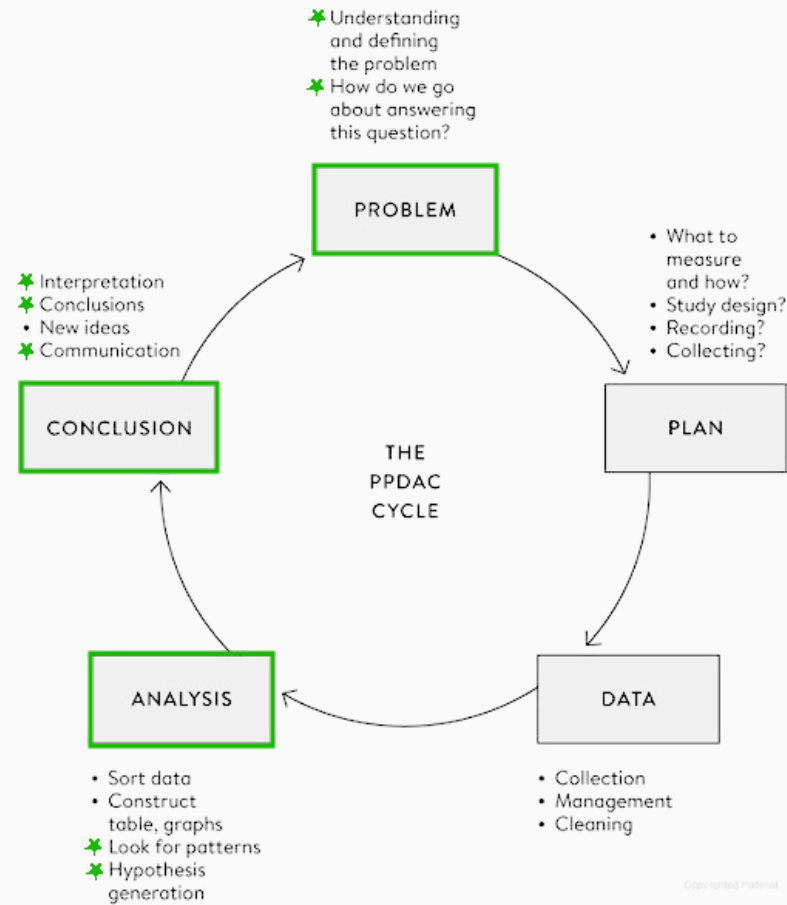 Understanding
and defining
the problem
How do we go
about answering
this question?
PROBLEM
• What to
measure
and how?
• Study design?
• Recording?
• Collecting?
PLAN
Interpretation
Conclusions
• New ideas
Communication
CONCLUSION
THE
PPDAC
CYCLE
ANALYSIS
• Sort data
• Construct
table, graphs
Look for patterns
Hypothesis
generation
DATA
• Collection
• Management
• Cleaning
Copyrighted material